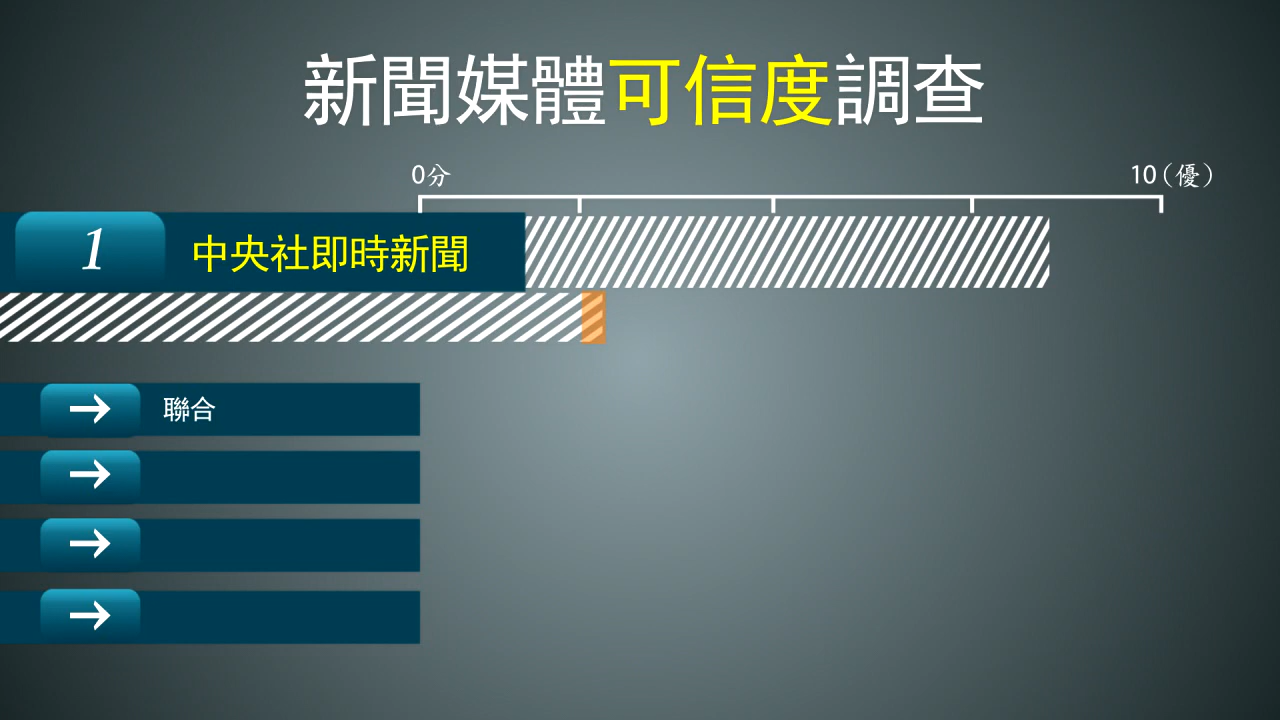 新聞媒體可信度調查
0分
10（優）
1 中央社即時新聞
聯合